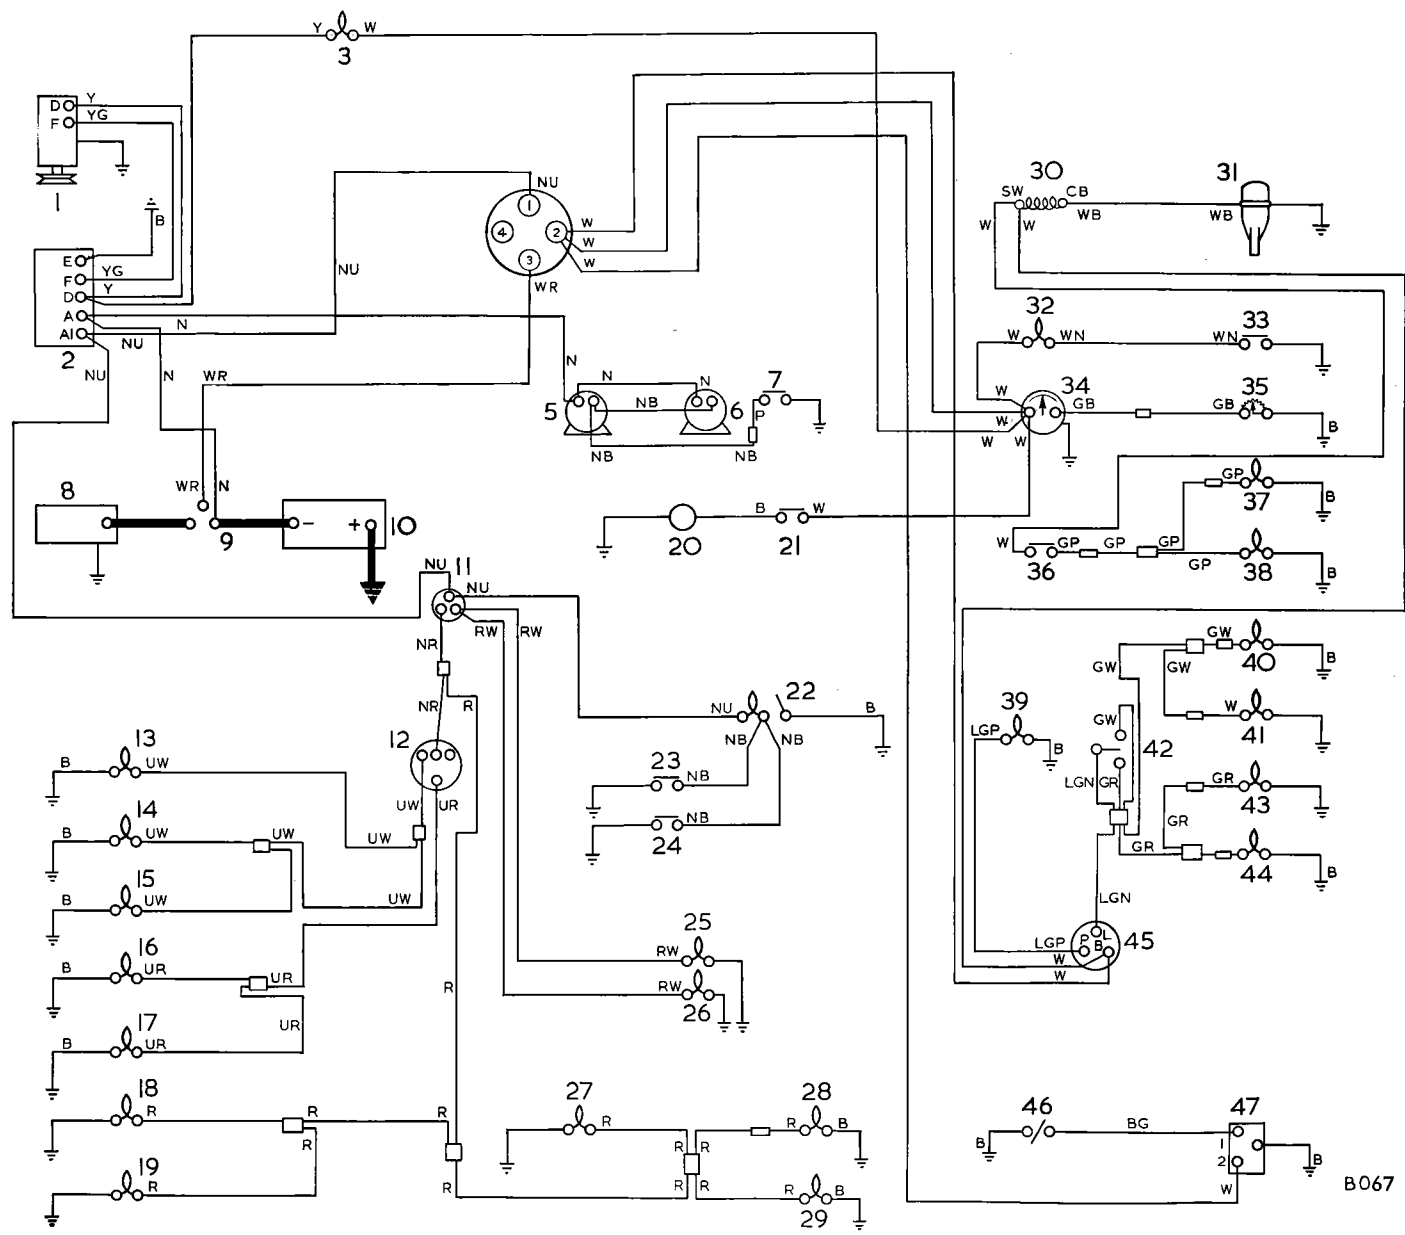 Y W
3
D Y
F YG
1
B
E
F YG
D Y
A N
A1 NU
2
NU
N
NU
WR
NU
1
4
2
3
W
W
W
WR
N
N N
5 6
NB
NB
NB
P
7
8
WR N
9
- + 10
30
SW CB
W W
WB
31
WB
32
W WN
33
WN
34
W
W
W
W
GB
35
GB
B
GP
37
B
36
W
GP GP GP
GP
38
B
20
B W
21
NU 11
NU
RW RW
NR
NR R
12
UW UR
13
B UW
UW
14
B UW UW
15
B UW
UW
16
B UR UR
17
B UR
UR
18
R R R
R
19
R
R
R
22
NU B
NB NB
23
NB
24
NB
25
RW
RW
26
27
R
R R
R R
28
R B
R B
29
39
LGP B
GW
40
GW
B
GW
W
41
GW
42
LGN GR
GR
43
GR
GR
44
B
LGN
P L
B
45
LGP
W
W
46
B BG
47
1
2
B
W
B067